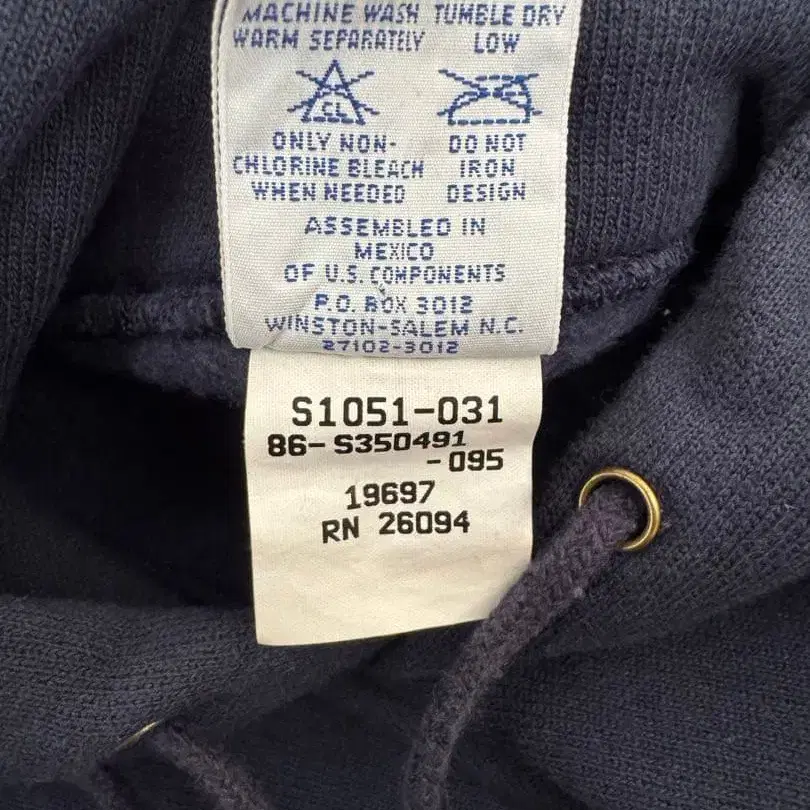 MACHINE WASH TUMBLE DRY
WARM SEPARATELY LOW
CL
ONLY NON- DO NOT
CHLORINE BLEACH IRON
WHEN NEEDED DESIGN
ASSEMBLED IN
MEXICO
OF U.S. COMPONENTS
P.O. BOX 3012
WINSTON-SALEM N.C.
27102-3012
S1051-031
86-S350491
-095
19697
RN 26094